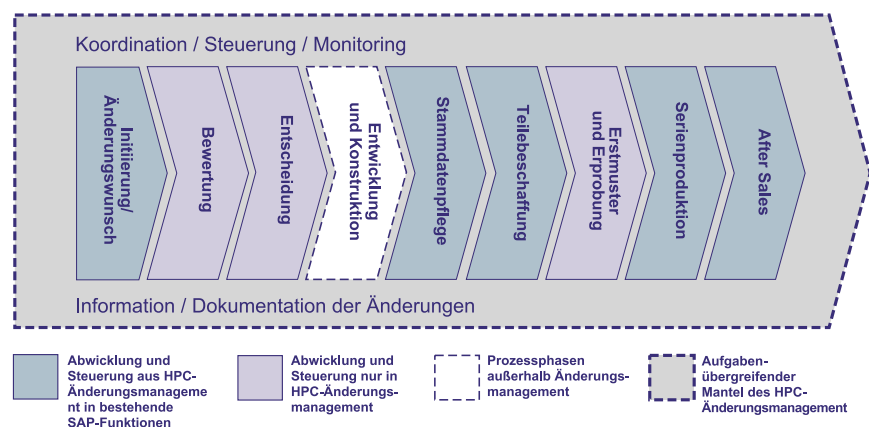 Koordination / Steuerung / Monitoring
Initiierung/
Änderungswunsch
Bewertung
Entscheidung
Entwicklung
und Konstruktion
Stammdatenpflege
Teilebeschaffung
Erstmuster
und Erprobung
Serienproduktion
After Sales
Information / Dokumentation der Änderungen
Abwicklung und
Steuerung aus HPC-
Änderungsmanageme
nt in bestehende
SAP-Funktionen
Abwicklung und
Steuerung nur in
HPC-Änderungs-
management
Prozessphasen
außerhalb Änderungs-
management
Aufgaben-
übergreifender
Mantel des HPC-
Änderungsmanagement